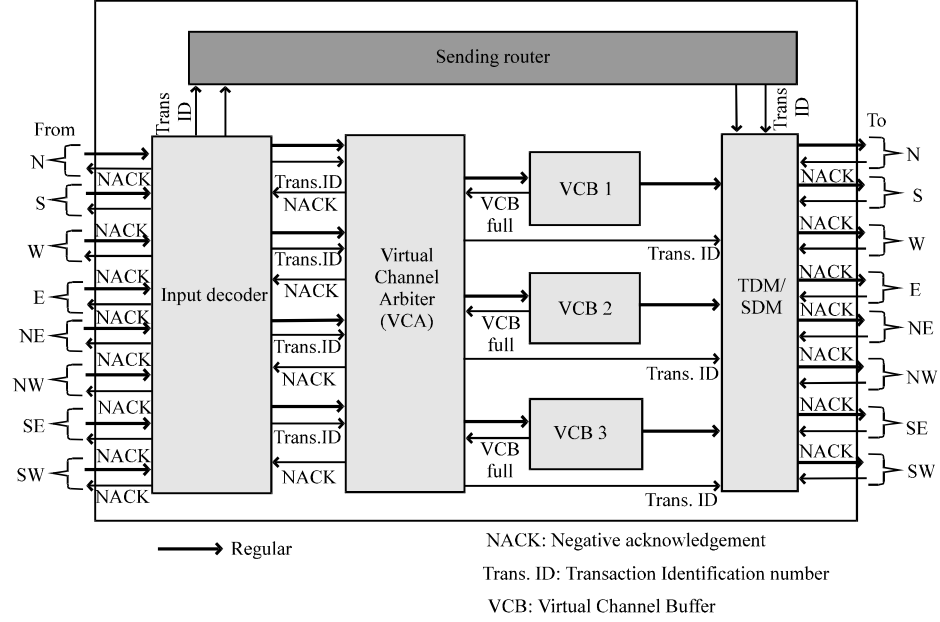 Sending router
Trans
ID
Trans
ID
From
To
N
S
W
E
NE
NW
SE
SW
NACK
NACK
NACK
NACK
NACK
NACK
NACK
NACK
Input decoder
Trans.ID
NACK
Trans.ID
NACK
Trans.ID
NACK
Trans.ID
NACK
Virtual
Channel
Arbiter
(VCA)
VCB 1
VCB
full
Trans. ID
VCB 2
VCB
full
Trans. ID
VCB 3
VCB
full
Trans. ID
TDM/
SDM
NACK
NACK
NACK
NACK
NACK
NACK
NACK
N
S
W
E
NE
NW
SE
SW
Regular
NACK: Negative acknowledgement
Trans. ID: Transaction Identification number
VCB: Virtual Channel Buffer